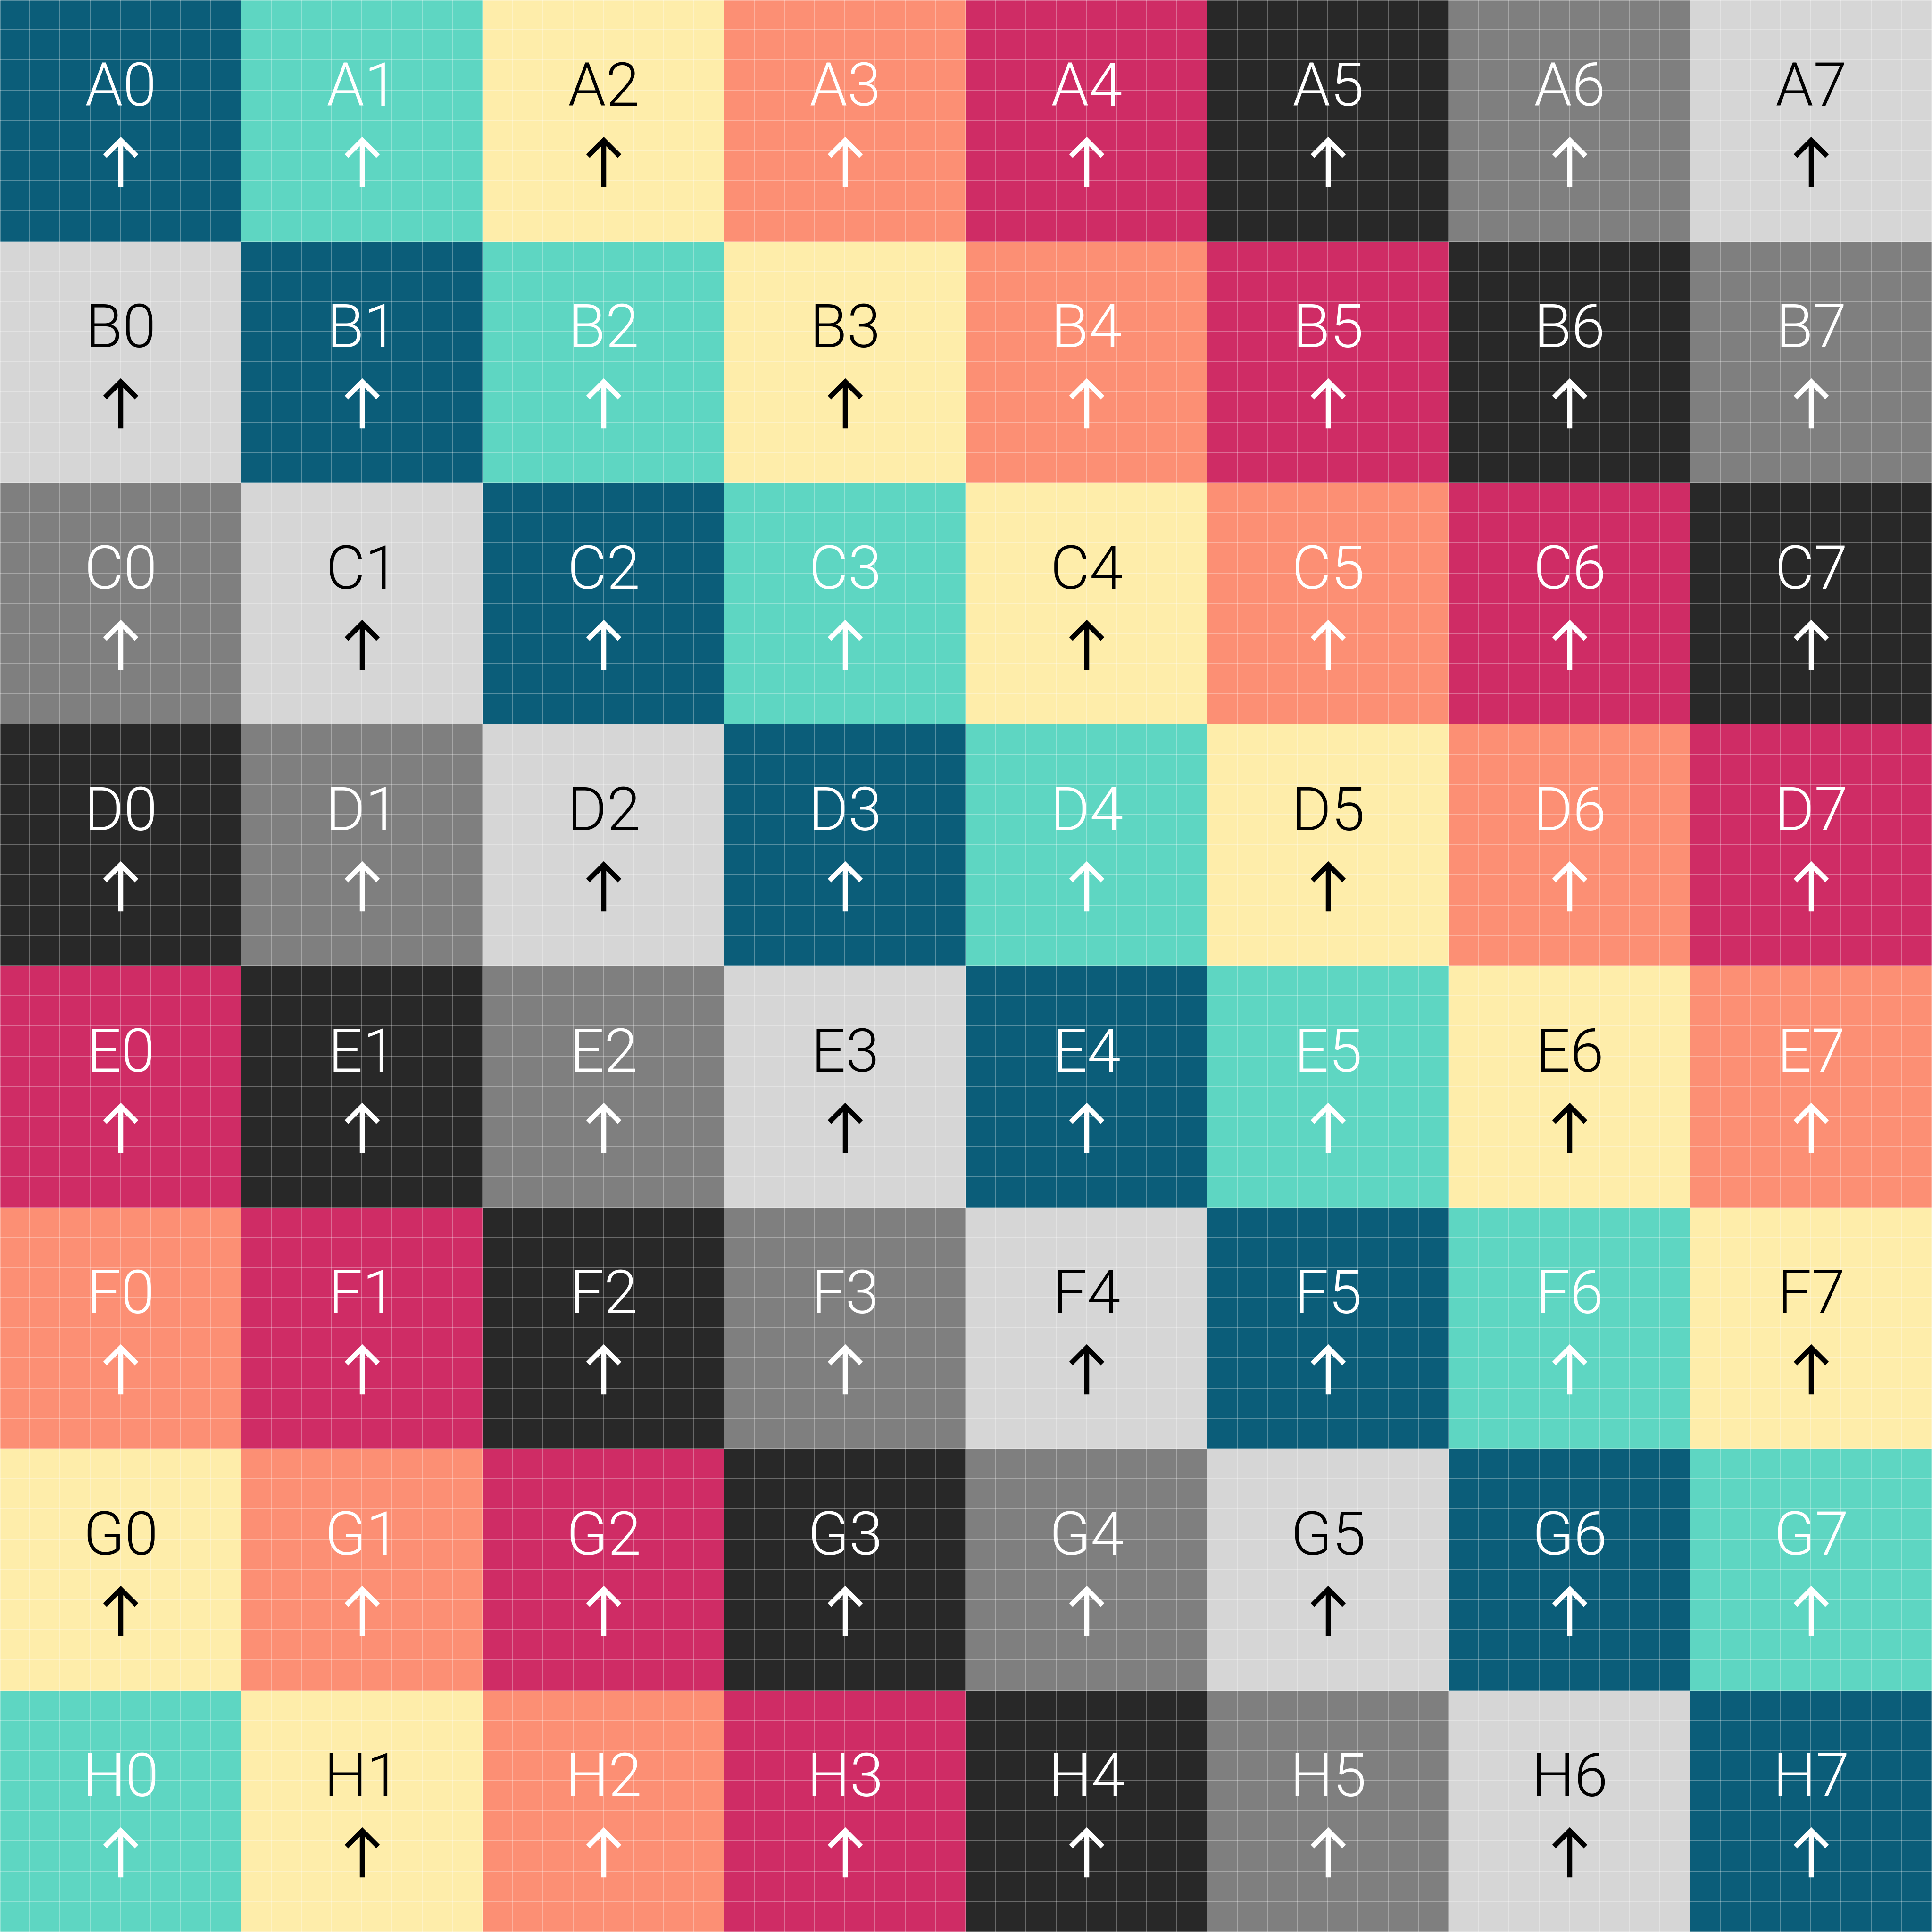 A0 A1 A2 A3 A4 A5 A6 A7
↑ ↑ ↑ ↑ ↑ ↑ ↑ ↑
B0 B1 B2 B3 B4 B5 B6 B7
↑ ↑ ↑ ↑ ↑ ↑ ↑ ↑
C0 C1 C2 C3 C4 C5 C6 C7
↑ ↑ ↑ ↑ ↑ ↑ ↑ ↑
D0 D1 D2 D3 D4 D5 D6 D7
↑ ↑ ↑ ↑ ↑ ↑ ↑ ↑
E0 E1 E2 E3 E4 E5 E6 E7
↑ ↑ ↑ ↑ ↑ ↑ ↑ ↑
F0 F1 F2 F3 F4 F5 F6 F7
↑ ↑ ↑ ↑ ↑ ↑ ↑ ↑
G0 G1 G2 G3 G4 G5 G6 G7
↑ ↑ ↑ ↑ ↑ ↑ ↑ ↑
H0 H1 H2 H3 H4 H5 H6 H7
↑ ↑ ↑ ↑ ↑ ↑ ↑ ↑